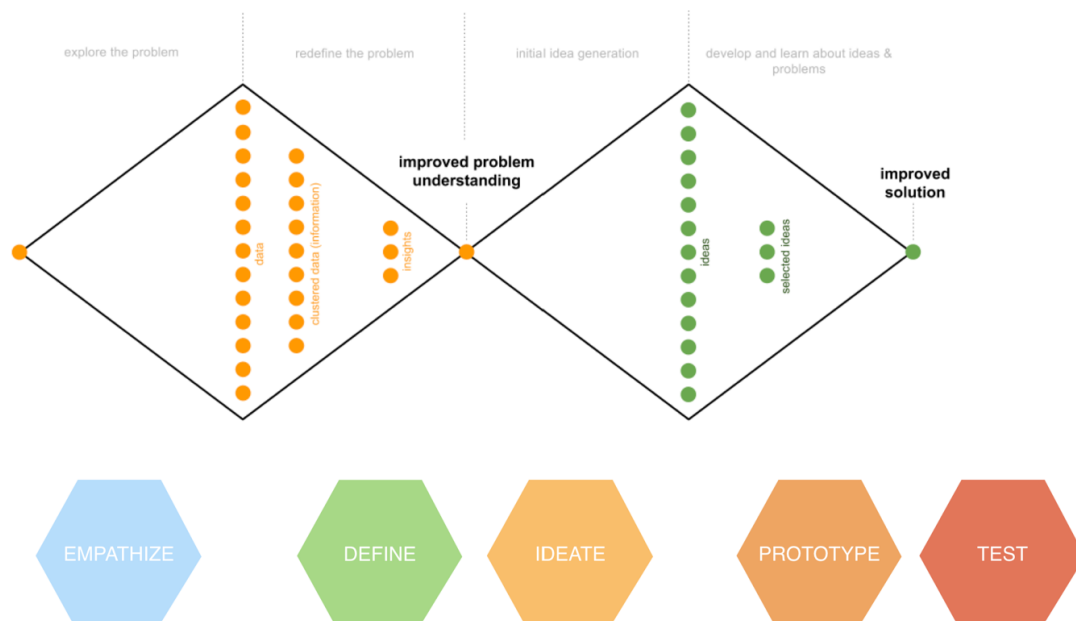 explore the problem
redefine the problem
initial idea generation
develop and learn about ideas &
problems
improved problem
understanding
improved
solution
data
clustered data (information)
insights
ideas
selected ideas
EMPATHIZE
DEFINE
IDEATE
PROTOTYPE
TEST